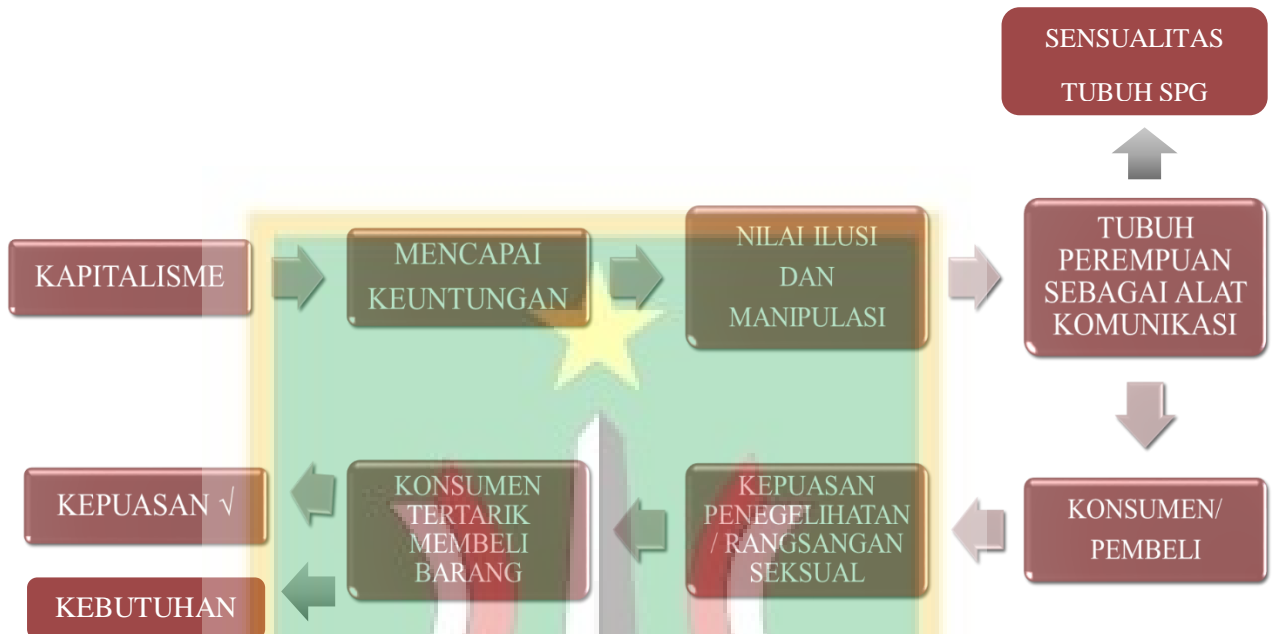 SENSUALITAS
TUBUH SPG
KAPITALISME
MENCAPAI
KEUNTUNGAN
NILAI ILUSI
DAN
MANIPULASI
TUBUH
PEREMPUAN
SEBAGAI ALAT
KOMUNIKASI
KEPUASAN √
KEBUTUHAN
KONSUMEN
TERTARIK
MEMBELI
BARANG
KEPUASAN
PENEGELIHATAN
/ RANGSANGAN
SEKSUAL
KONSUMEN/
PEMBELI